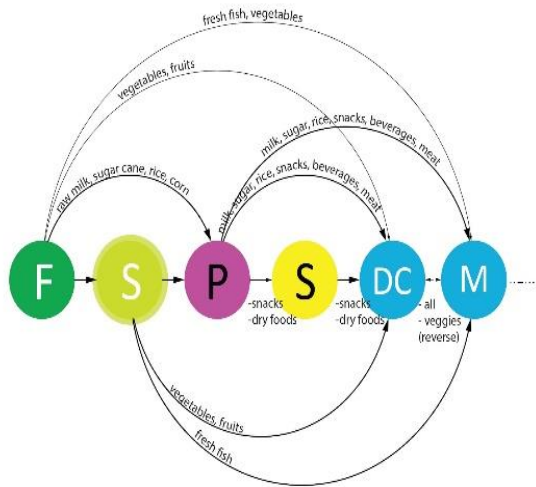 fresh fish, vegetables
vegetables, fruits
milk, sugar, rice, snacks, beverages, meat
milk, sugar, rice, snacks, beverages, meat
raw milk, sugar cane, rice, corn
F
S
P
S
DC
M
-snacks
-dry foods
-snacks
-dry foods
- all
- veggies
(reverse)
vegetables, fruits
fresh fish